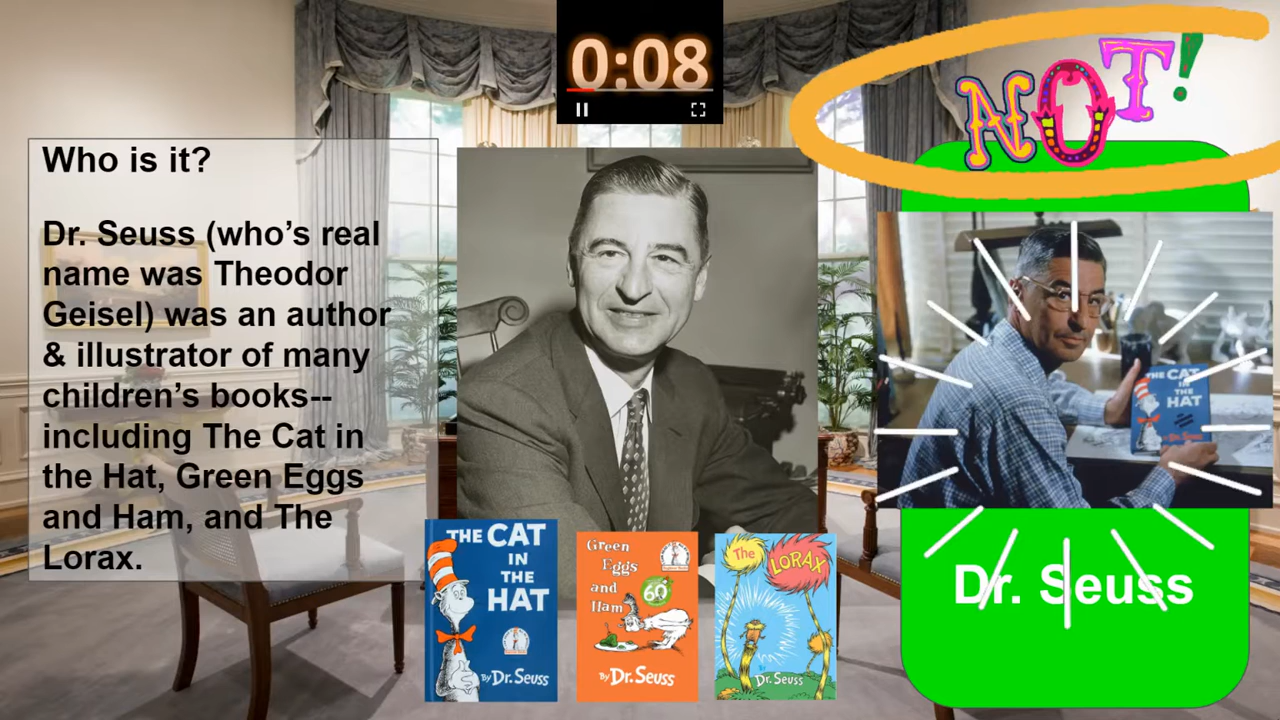 0:08
NOT!
Who is it?
Dr. Seuss (who's real
name was Theodor
Geisel) was an author
& illustrator of many
children's books--
including The Cat in
the Hat, Green Eggs
and Ham, and The
Lorax.
THE CAT
IN
THE
HAT
Dr. Seuss
THE CAT
IN
THE
HAT
By Dr. Seuss
Green
Eggs
and
Ham
60
By Dr. Seuss
The LORAX
By
Dr. Seuss